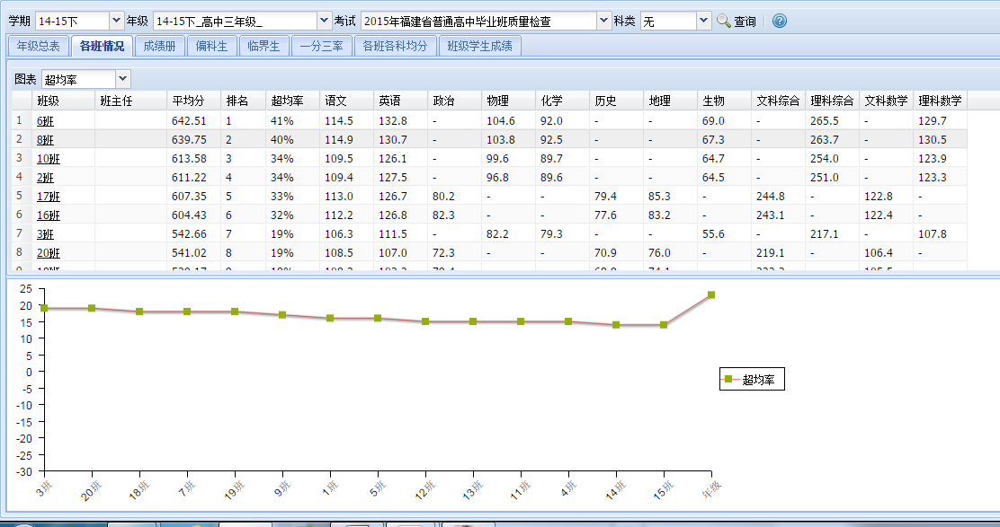 学期 14-15下 年级 14-15下_高中三年级_ 考试 2015年福建省普通高中毕业班质量检查 科类 无 查询
年级总表 各班情况 成绩册 偏科生 临界生 一分三率 各班各科均分 班级学生成绩
图表 超均率
班级 班主任 平均分 排名 超均率 语文 英语 政治 物理 化学 历史 地理 生物 文科综合 理科综合 文科数学 理科数学
1 6班 642.51 1 41% 114.5 132.8 - 104.6 92.0 - - 69.0 - 265.5 - 129.7
2 8班 639.75 2 40% 114.9 130.7 - 103.8 92.5 - - 67.3 - 263.7 - 130.5
3 10班 613.58 3 34% 109.5 126.1 - 99.6 89.7 - - 64.7 - 254.0 - 123.9
4 2班 611.22 4 34% 109.4 127.5 - 96.8 89.6 - - 64.5 - 251.0 - 123.3
5 17班 607.35 5 33% 113.0 126.7 80.2 - - 79.4 85.3 - 244.8 - 122.8 -
6 16班 604.43 6 32% 112.2 126.8 82.3 - - 77.6 83.2 - 243.1 - 122.4 -
7 3班 542.66 7 19% 106.3 111.5 - 82.2 79.3 - - 55.6 - 217.1 - 107.8
8 20班 541.02 8 19% 108.5 107.0 72.3 - - 70.9 76.0 - 219.1 - 106.4 -
25
20
15
10
5
0
-5
-10
-15
-20
-25
-30
超均率
3班 20班 18班 7班 19班 9班 1班 5班 12班 13班 11班 4班 14班 15班 年级